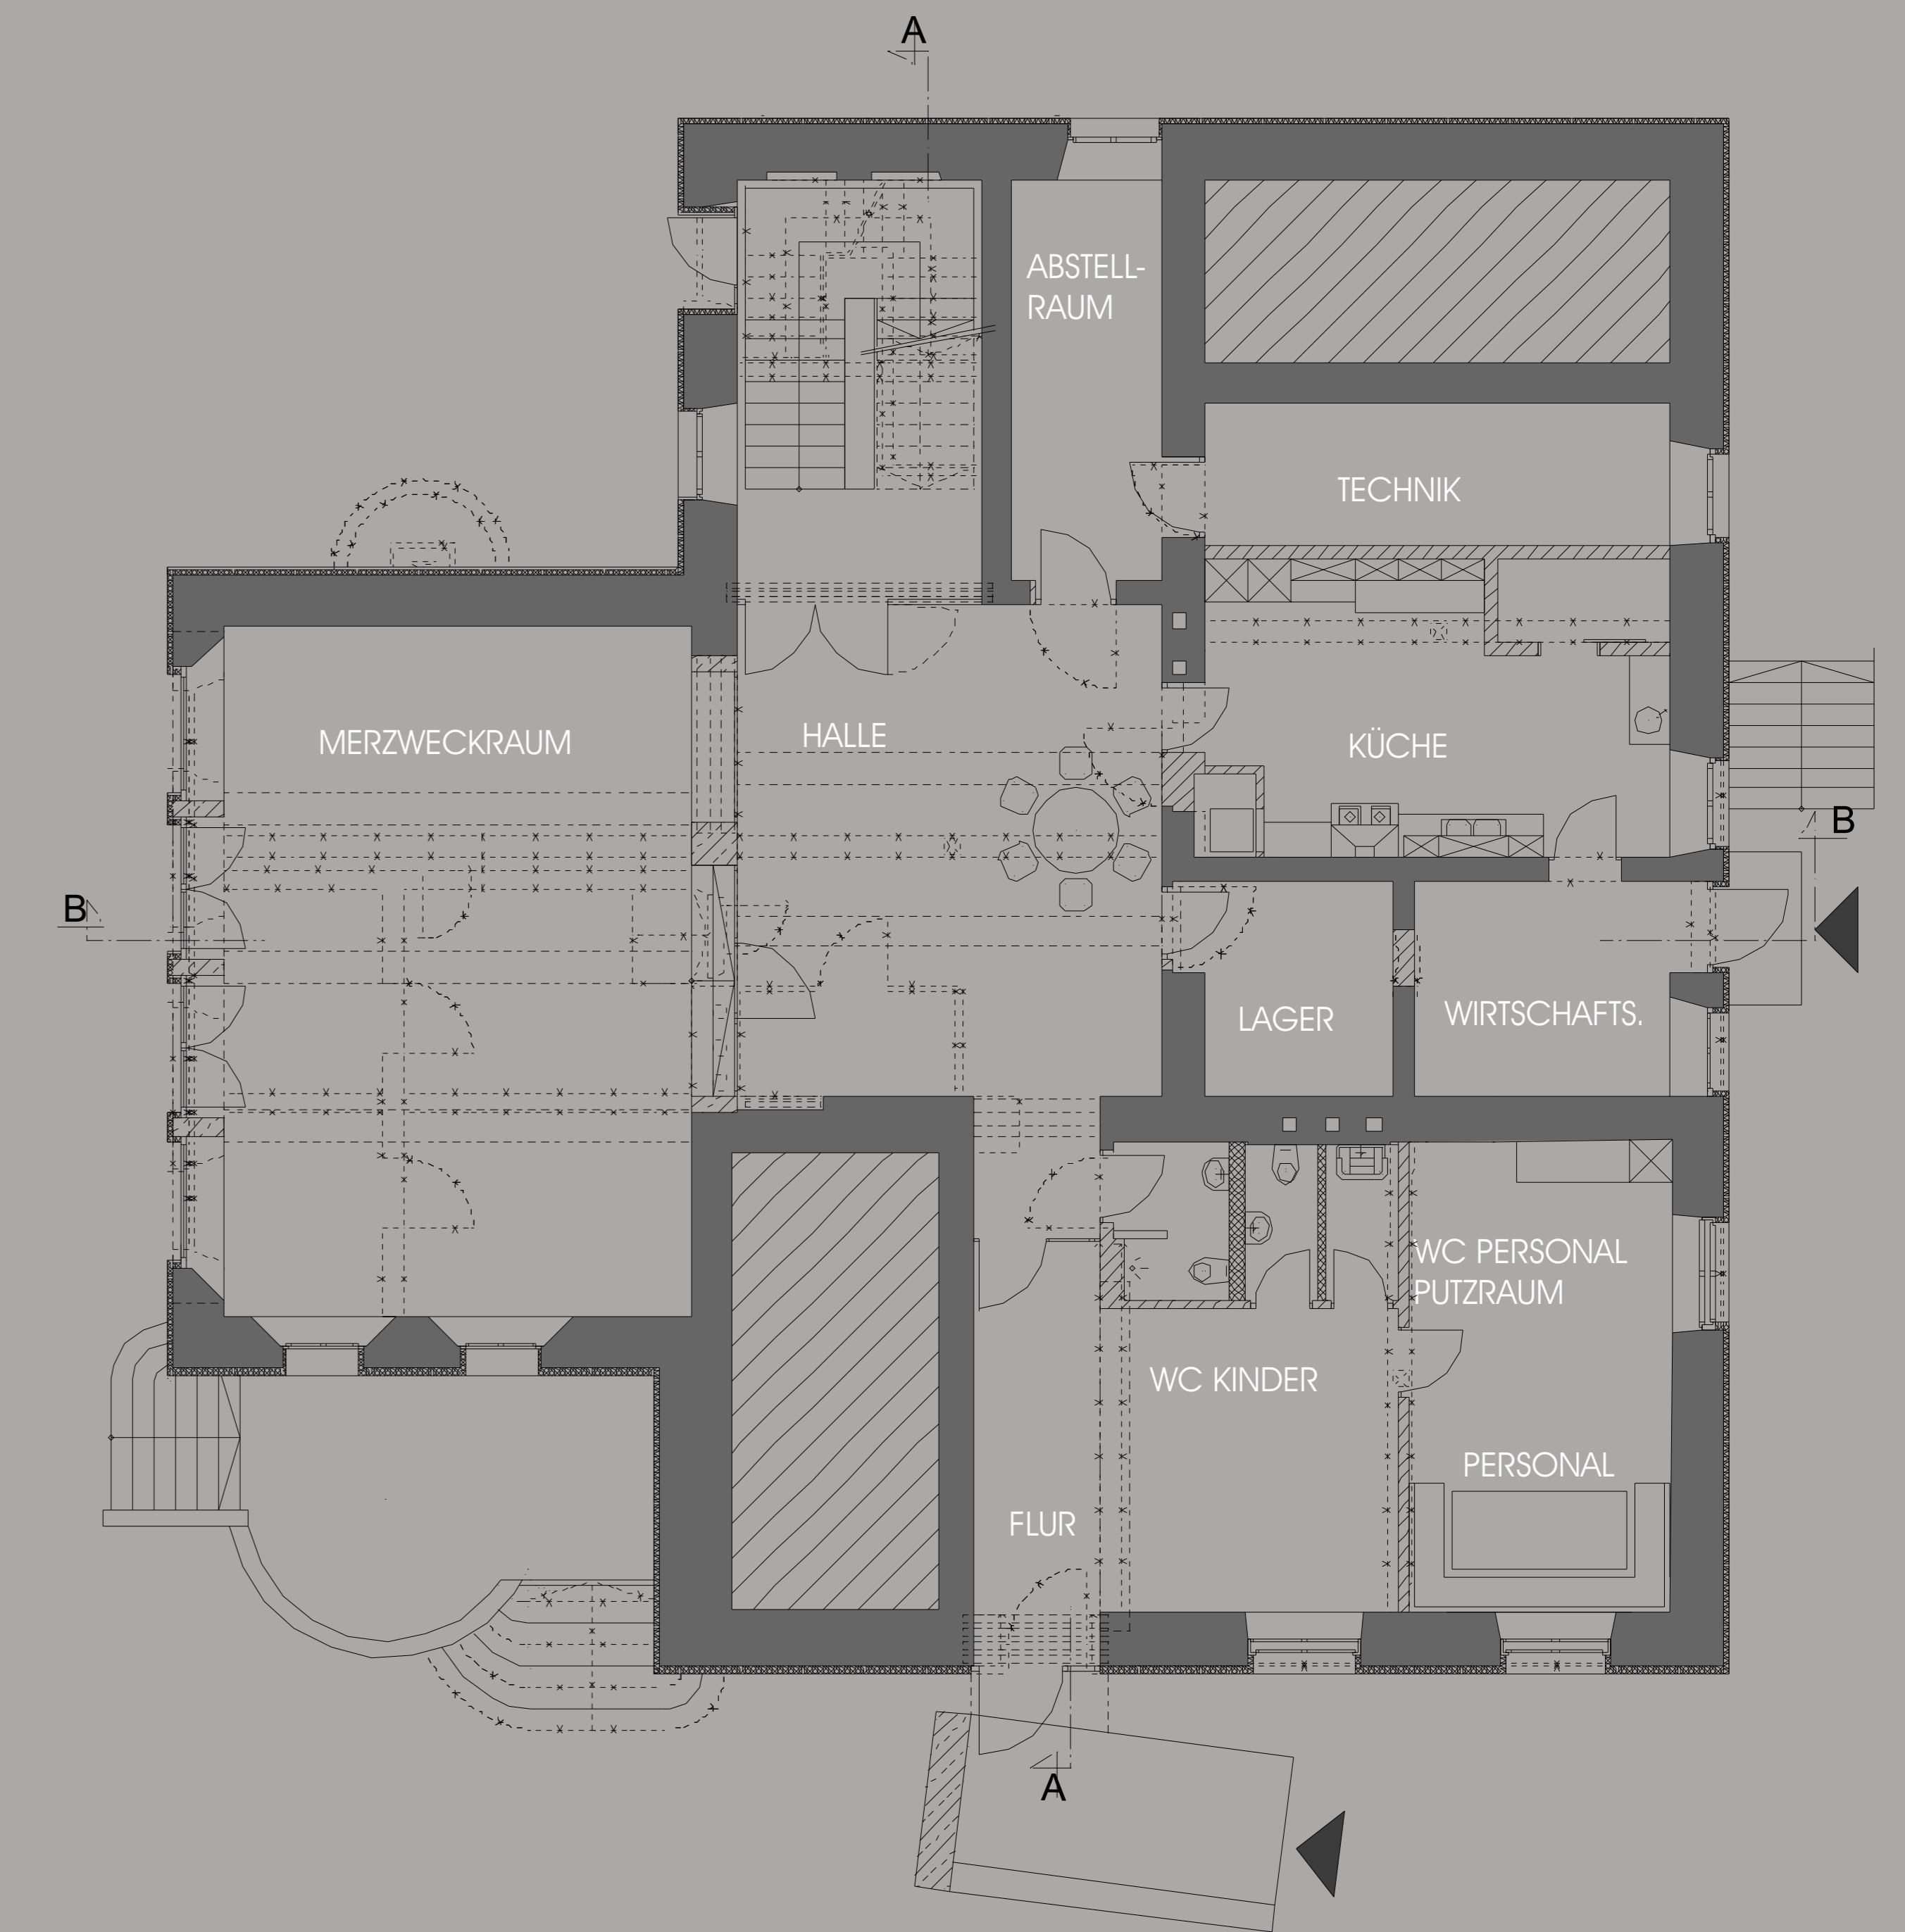 A
ABSTELL-
RAUM
TECHNIK
MERZWECKRAUM
HALLE
KÜCHE
B
B
LAGER
WIRTSCHAFTS.
WC PERSONAL
PUTZRAUM
WC KINDER
PERSONAL
FLUR
A